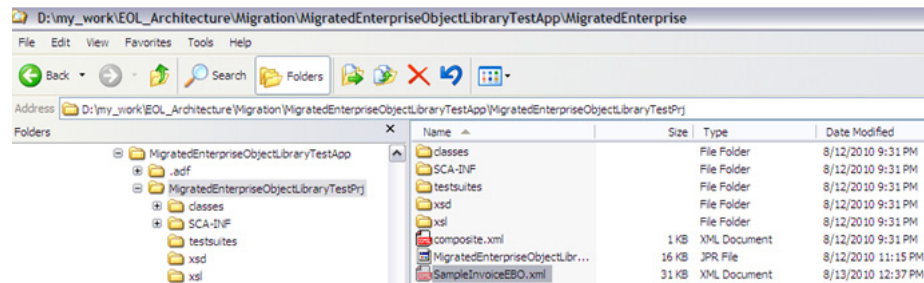 D:\my_work\EOL_Architecture\Migration\MigratedEnterpriseObjectLibraryTestApp\MigratedEnterprise
File Edit View Favorites Tools Help
Back Search Folders
Address D:\my_work\EOL_Architecture\Migration\MigratedEnterpriseObjectLibraryTestApp\MigratedEnterpriseObjectLibraryTestPrj
Folders Name Size Type Date Modified
MigratedEnterpriseObjectLibraryTestApp classes File Folder 8/12/2010 9:31 PM
.adf SCA-INF File Folder 8/12/2010 9:31 PM
MigratedEnterpriseObjectLibraryTestPrj testsuites File Folder 8/12/2010 9:31 PM
classes xsd File Folder 8/12/2010 9:31 PM
SCA-INF xsl File Folder 8/12/2010 9:31 PM
testsuites composite.xml 1 KB XML Document 8/12/2010 9:31 PM
xsd MigratedEnterpriseObjectLibr... 16 KB JPR File 8/12/2010 11:15 PM
xsl SampleInvoiceEBO.xml 31 KB XML Document 8/13/2010 12:37 PM